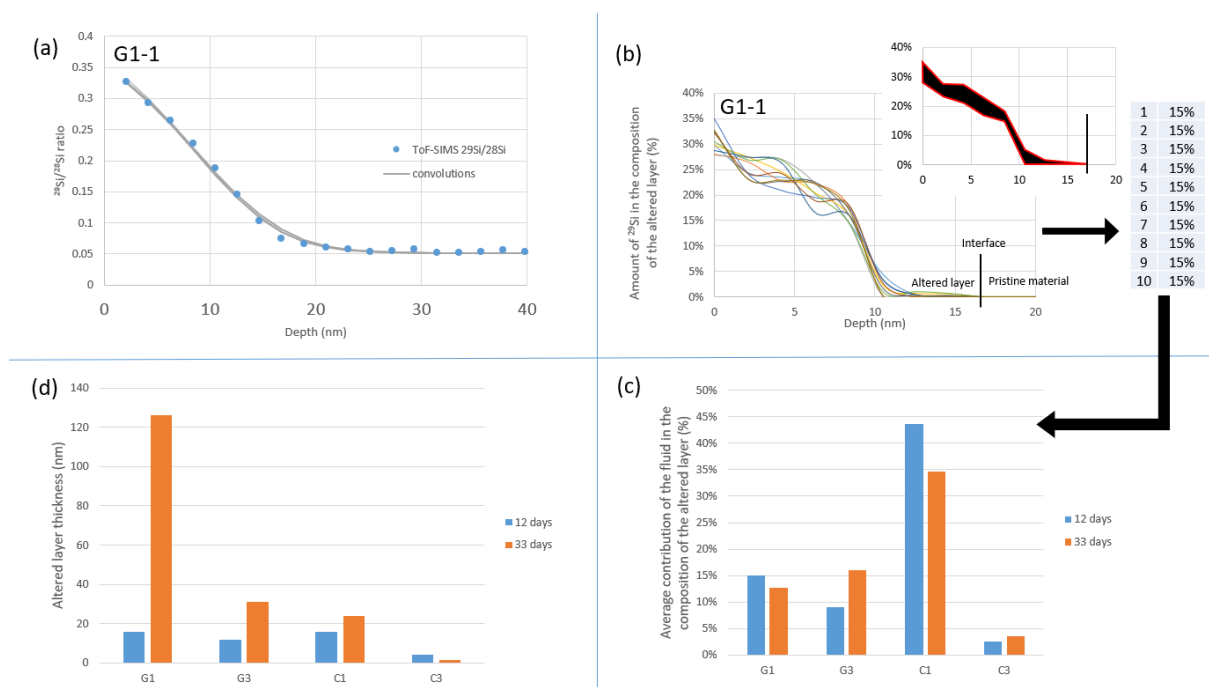 (a)
G1-1
0.4
0.35
0.3
0.25
0.2
0.15
0.1
0.05
0
0
10
20
30
40
²⁹Si/²⁸Si ratio
Depth (nm)
ToF-SIMS 29Si/28Si
convolutions
(b)
G1-1
45%
40%
35%
30%
25%
20%
15%
10%
5%
0%
0
5
10
15
20
Amount of ²⁹Si in the composition
of the altered layer (%)
Depth (nm)
Interface
Altered layer
Pristine material
40%
30%
20%
10%
0%
0
5
10
15
20
1 15%
2 15%
3 15%
4 15%
5 15%
6 15%
7 15%
8 15%
9 15%
10 15%
(d)
140
120
100
80
60
40
20
0
Altered layer thickness (nm)
G1
G3
C1
C3
12 days
33 days
(c)
50%
45%
40%
35%
30%
25%
20%
15%
10%
5%
0%
Average contribution of the fluid in the
composition of the altered layer (%)
G1
G3
C1
C3
12 days
33 days